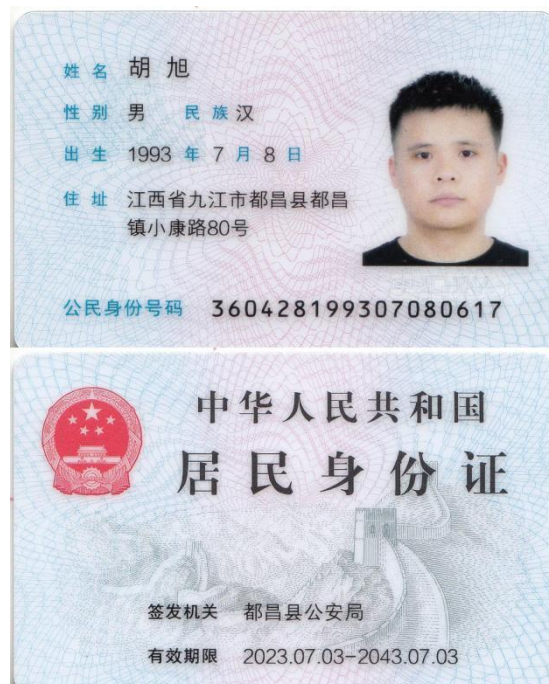 姓名 胡旭
性别 男 民族 汉
出生 1993 年 7 月 8 日
住址 江西省九江市都昌县都昌
镇小康路80号
公民身份号码 360428199307080617
中华人民共和国
居民身份证
签发机关 都昌县公安局
有效期限 2023.07.03-2043.07.03